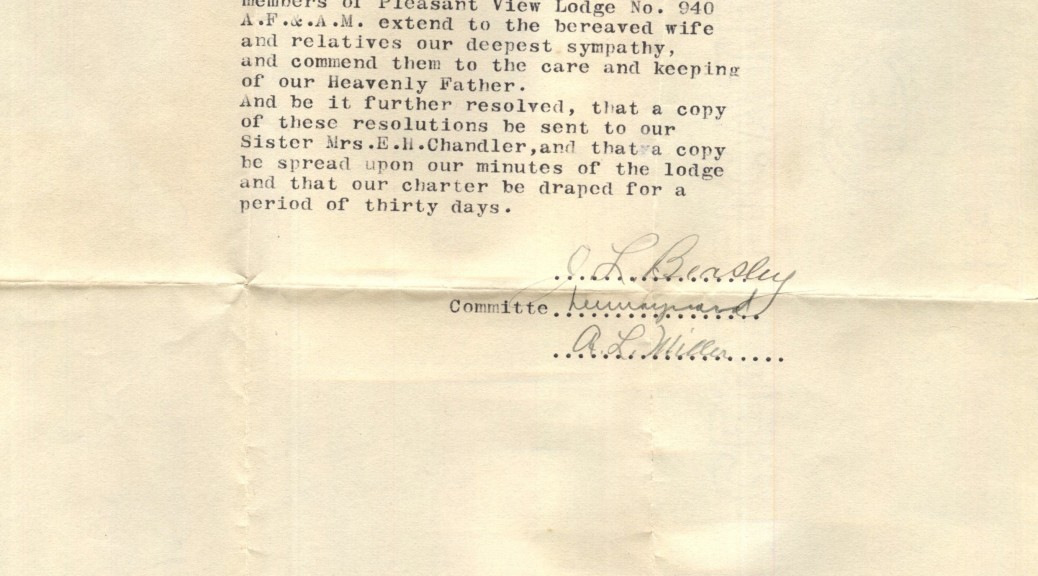 members of Pleasant View Lodge No. 940
A.F.&.A.M. extend to the bereaved wife
and relatives our deepest sympathy,
and commend them to the care and keeping
of our Heavenly Father.
And be it further resolved, that a copy
of these resolutions be sent to our
Sister Mrs.E.H.Chandler,and that a copy
be spread upon our minutes of the lodge
and that our charter be draped for a
period of thirty days.
J L Beasley
Committe
A. L. Miller